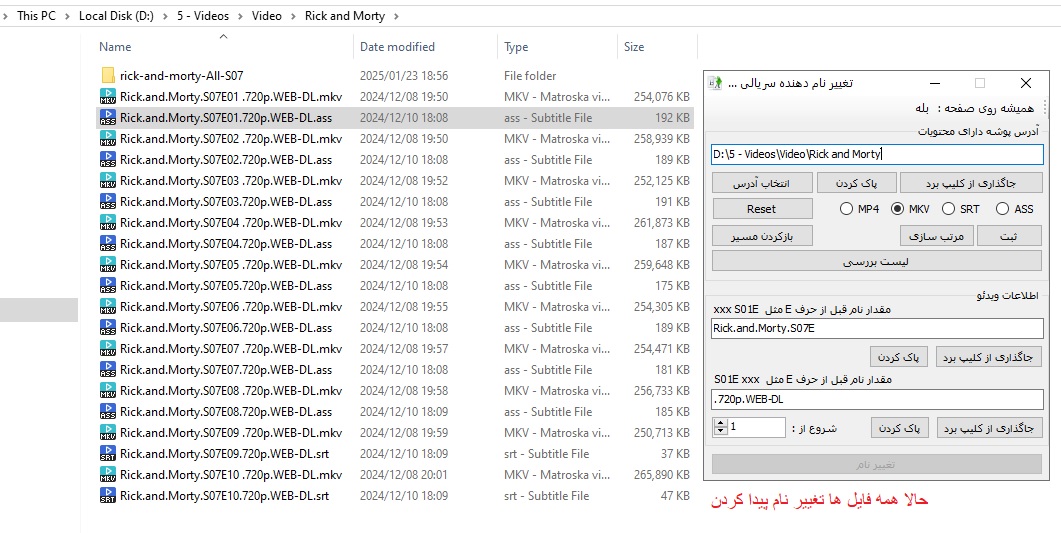 This PC > Local Disk (D:) > 5 - Videos > Video > Rick and Morty >
Name Date modified Type Size
rick-and-morty-All-S07 2025/01/23 18:56 File folder
Rick.and.Morty.S07E01 .720p.WEB-DL.mkv 2024/12/08 19:50 MKV - Matroska vi... 254,076 KB
Rick.and.Morty.S07E01.720p.WEB-DL.ass 2024/12/10 18:08 ass - Subtitle File 192 KB
Rick.and.Morty.S07E02 .720p.WEB-DL.mkv 2024/12/08 19:50 MKV - Matroska vi... 258,939 KB
Rick.and.Morty.S07E02.720p.WEB-DL.ass 2024/12/10 18:08 ass - Subtitle File 189 KB
Rick.and.Morty.S07E03 .720p.WEB-DL.mkv 2024/12/08 19:52 MKV - Matroska vi... 252,125 KB
Rick.and.Morty.S07E03.720p.WEB-DL.ass 2024/12/10 18:08 ass - Subtitle File 191 KB
Rick.and.Morty.S07E04 .720p.WEB-DL.mkv 2024/12/08 19:53 MKV - Matroska vi... 261,873 KB
Rick.and.Morty.S07E04.720p.WEB-DL.ass 2024/12/10 18:08 ass - Subtitle File 187 KB
Rick.and.Morty.S07E05 .720p.WEB-DL.mkv 2024/12/08 19:54 MKV - Matroska vi... 259,648 KB
Rick.and.Morty.S07E05.720p.WEB-DL.ass 2024/12/10 18:08 ass - Subtitle File 175 KB
Rick.and.Morty.S07E06 .720p.WEB-DL.mkv 2024/12/08 19:55 MKV - Matroska vi... 254,305 KB
Rick.and.Morty.S07E06.720p.WEB-DL.ass 2024/12/10 18:08 ass - Subtitle File 189 KB
Rick.and.Morty.S07E07 .720p.WEB-DL.mkv 2024/12/08 19:57 MKV - Matroska vi... 254,471 KB
Rick.and.Morty.S07E07.720p.WEB-DL.ass 2024/12/10 18:08 ass - Subtitle File 181 KB
Rick.and.Morty.S07E08 .720p.WEB-DL.mkv 2024/12/08 19:58 MKV - Matroska vi... 256,733 KB
Rick.and.Morty.S07E08.720p.WEB-DL.ass 2024/12/10 18:09 ass - Subtitle File 185 KB
Rick.and.Morty.S07E09 .720p.WEB-DL.mkv 2024/12/08 19:59 MKV - Matroska vi... 250,713 KB
Rick.and.Morty.S07E09.720p.WEB-DL.srt 2024/12/10 18:09 srt - Subtitle File 37 KB
Rick.and.Morty.S07E10 .720p.WEB-DL.mkv 2024/12/08 20:01 MKV - Matroska vi... 265,890 KB
Rick.and.Morty.S07E10.720p.WEB-DL.srt 2024/12/10 18:09 srt - Subtitle File 47 KB
تغییر نام دهنده سریالی ...
همیشه روی صفحه : بله
آدرس پوشه دارای محتویات
D:\5 - Videos\Video\Rick and Morty
جاگذاری از کلیپ برد پاک کردن انتخاب آدرس
Reset MP4 MKV SRT ASS
ثبت مرتب سازی بازکردن مسیر
لیست بررسی
اطلاعات ویدئو
مقدار نام قبل از حرف E مثل xxx S01E
Rick.and.Morty.S07E
جاگذاری از کلیپ برد پاک کردن
مقدار نام قبل از حرف E مثل S01E xxx
.720p.WEB-DL
جاگذاری از کلیپ برد پاک کردن شروع از : 1
تغییر نام
حالا همه فایل ها تغییر نام پیدا کردن